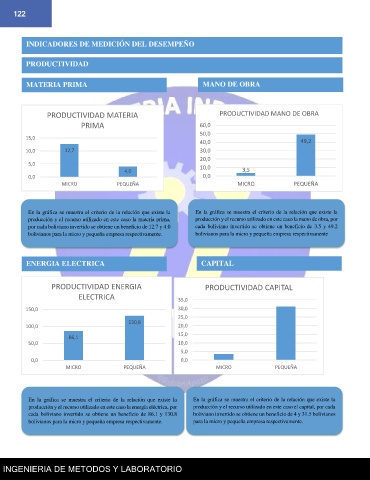 122
INDICADORES DE MEDICIÓN DEL DESEMPEÑO
PRODUCTIVIDAD
MATERIA PRIMA
MANO DE OBRA
PRODUCTIVIDAD MATERIA
PRIMA
15,0
10,0
5,0
0,0
12,7
4,0
MICRO
PEQUEÑA
PRODUCTIVIDAD MANO DE OBRA
60,0
50,0
40,0
30,0
20,0
10,0
0,0
3,5
49,2
MICRO
PEQUEÑA
En la gráfica se muestra el criterio de la relación que existe la
producción y el recurso utilizado en este caso la materia prima,
por cada boliviano invertido se obtiene un beneficio de 12.7 y 4.0
bolivianos para la micro y pequeña empresa respectivamente.
En la gráfica se muestra el criterio de la relación que existe la
producción y el recurso utilizado en este caso la mano de obra, por
cada boliviano invertido se obtiene un beneficio de 3.5 y 49.2
bolivianos para la micro y pequeña empresa respectivamente
ENERGIA ELECTRICA
CAPITAL
PRODUCTIVIDAD ENERGIA
ELECTRICA
150,0
100,0
50,0
0,0
86,1
130,8
MICRO
PEQUEÑA
PRODUCTIVIDAD CAPITAL
35,0
30,0
25,0
20,0
15,0
10,0
5,0
0,0
MICRO
PEQUEÑA
En la gráfica se muestra el criterio de la relación que existe la
producción y el recurso utilizado en este caso la energía eléctrica, por
cada boliviano invertido se obtiene un beneficio de 86.1 y 130.8
bolivianos para la micro y pequeña empresa respectivamente.
En la gráfica se muestra el criterio de la relación que existe la
producción y el recurso utilizado en este caso el capital, por cada
boliviano invertido se obtiene un beneficio de 4 y 31.5 bolivianos
para la micro y pequeña empresa respectivamente.
INGENIERIA DE METODOS Y LABORATORIO